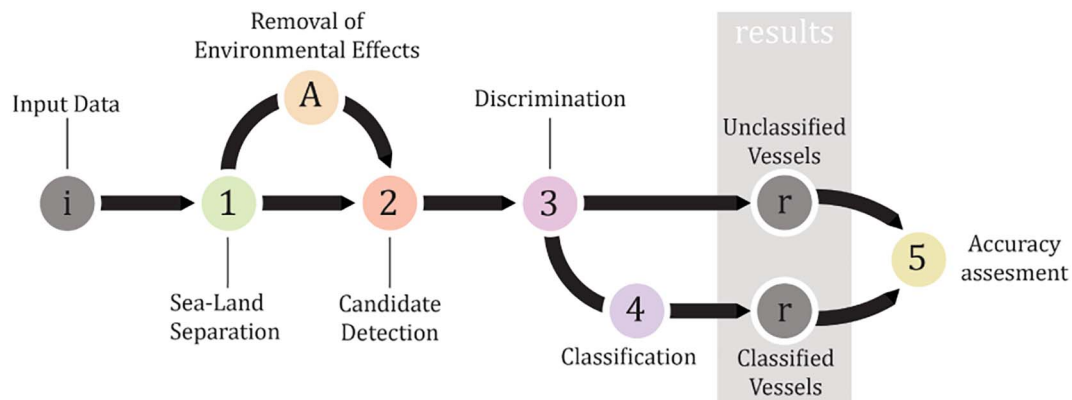 Removal of
Environmental Effects
results
Input Data
A
Discrimination
Unclassified
Vessels
i
1
2
3
r
5
Accuracy
assesment
Sea-Land
Separation
Candidate
Detection
4
r
Classification
Classified
Vessels